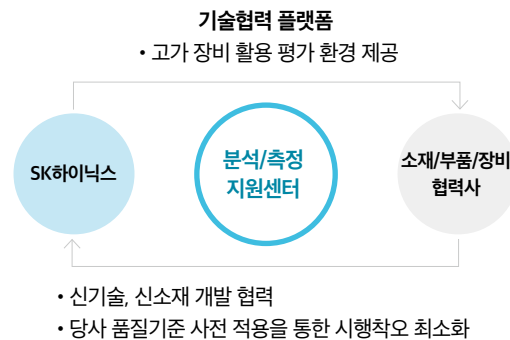 기술협력 플랫폼
• 고가 장비 활용 평가 환경 제공
SK하이닉스
분석/측정
지원센터
소재/부품/장비
협력사
• 신기술, 신소재 개발 협력
• 당사 품질기준 사전 적용을 통한 시행착오 최소화